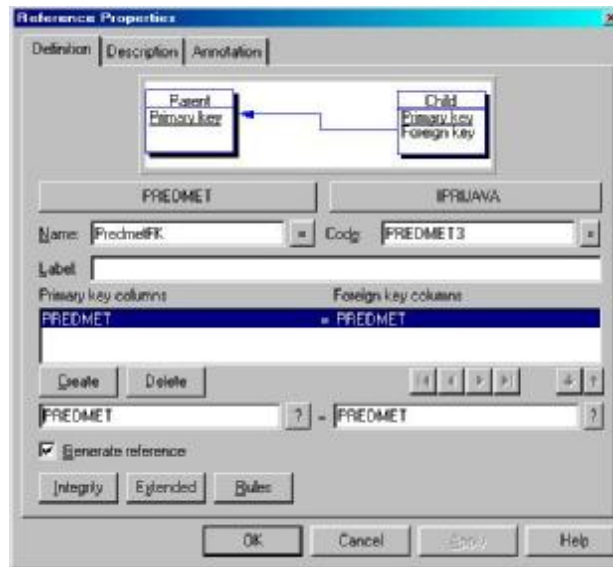 Reference Properties
Definition Description Annotation
Parent
Primary key
Child
Primary key
Foreign key
PREDMET IPRIJAVA
Name: PredmetFK = Code: PREDMET3 =
Label:
Primary key columns Foreign key columns
PREDMET = PREDMET
Create Delete
PREDMET ? = PREDMET ?
Generate reference
Integrity Extended Rules
OK Cancel Apply Help